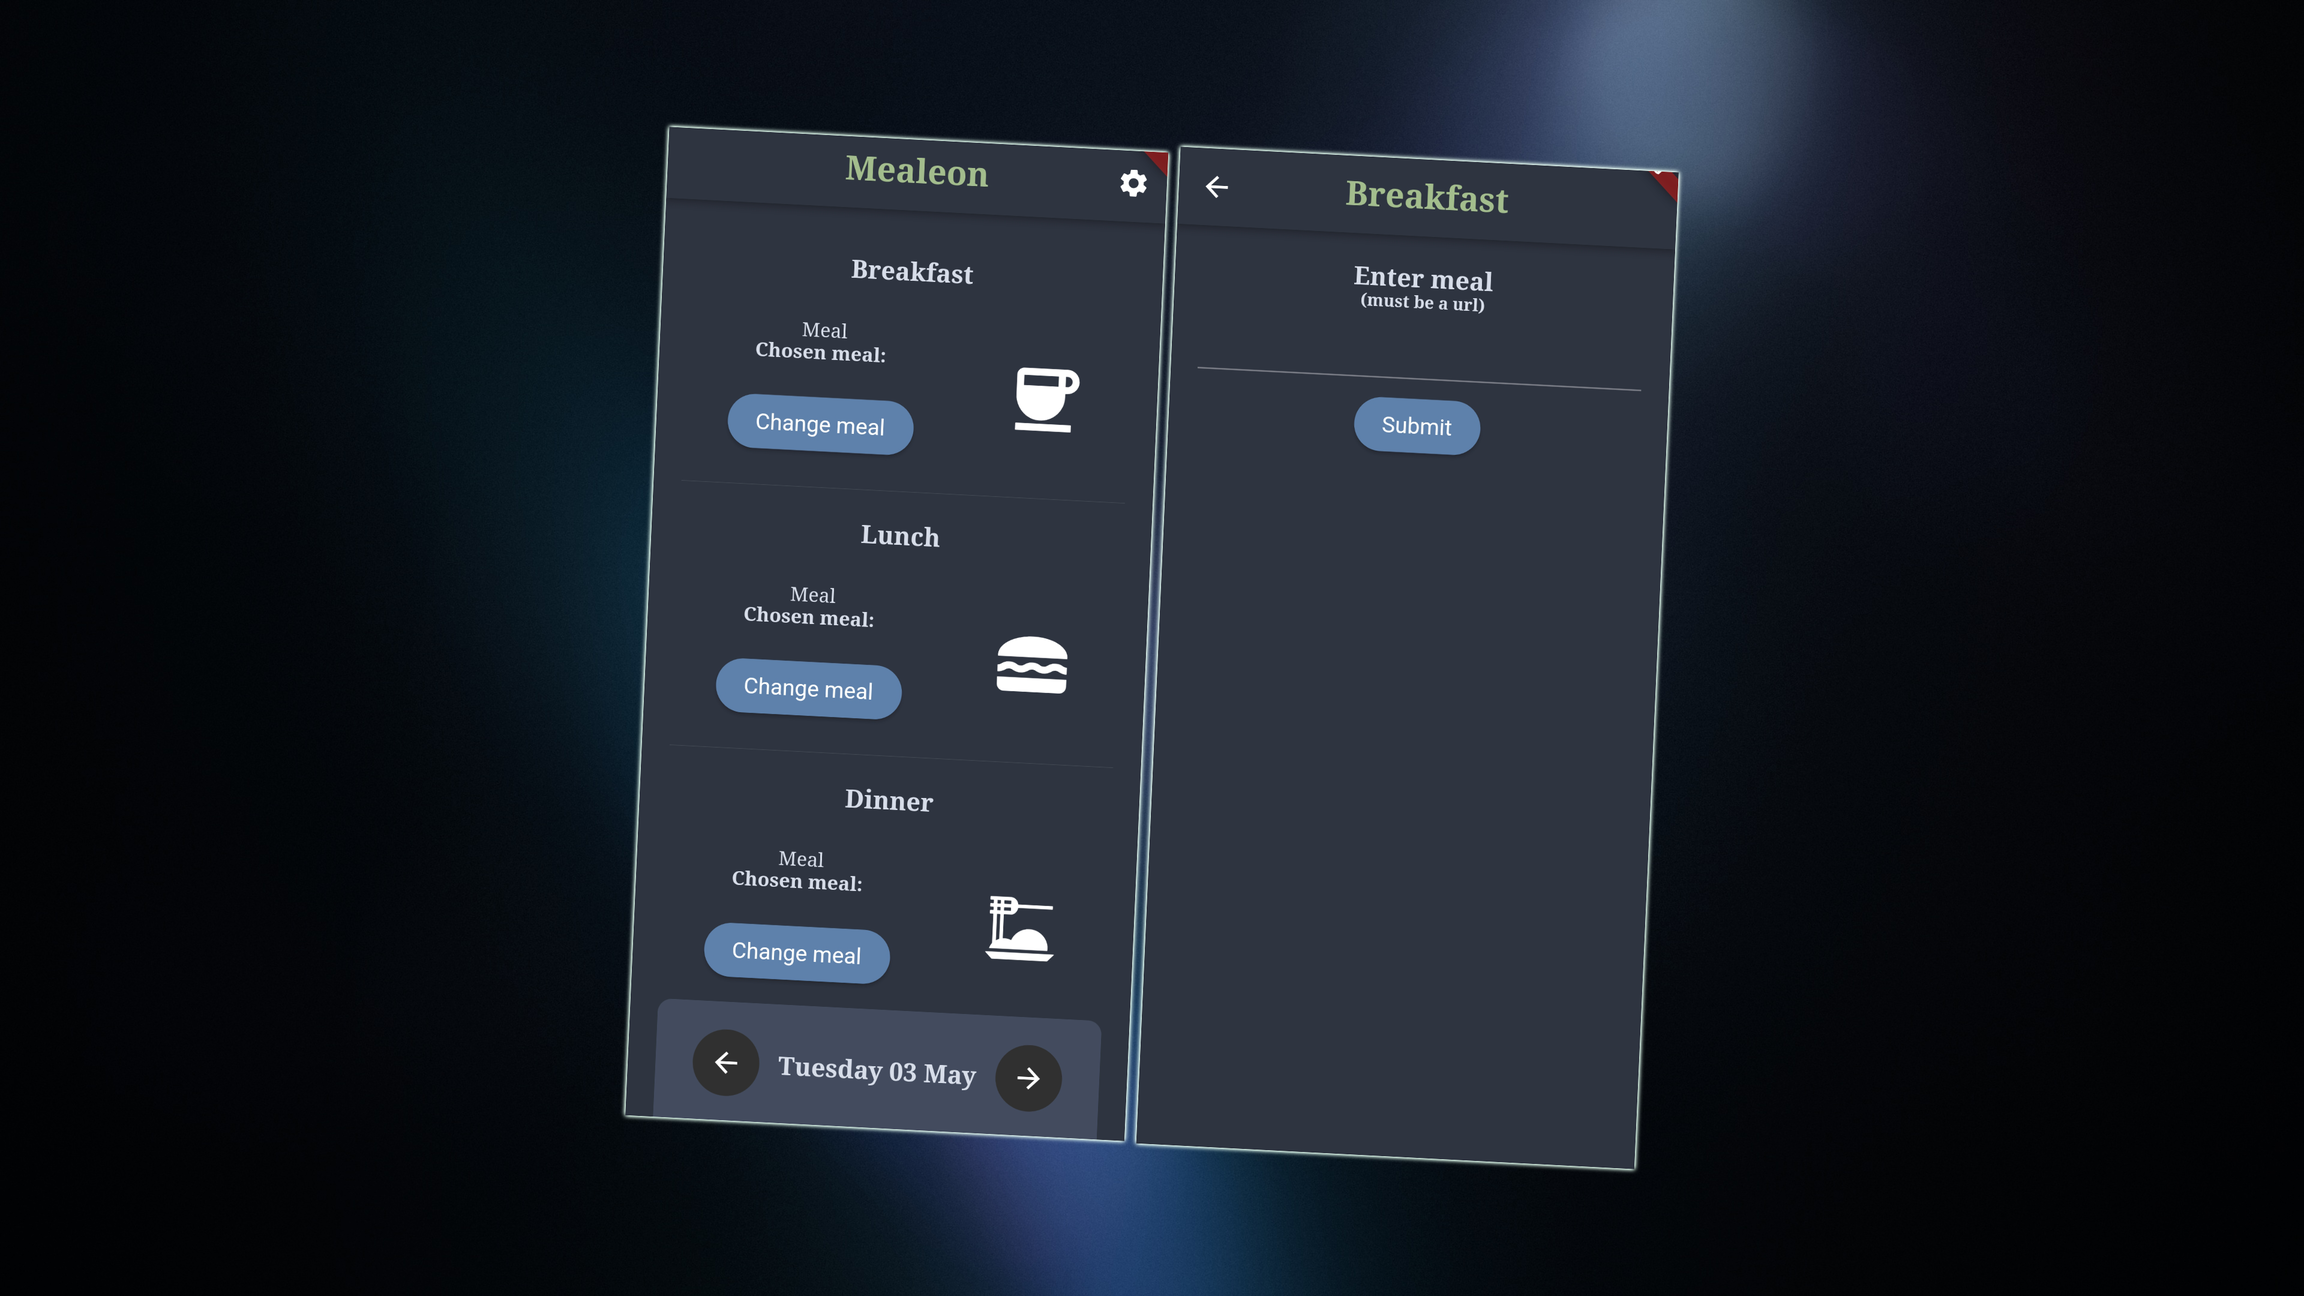 Mealeon
Breakfast
Meal
Chosen meal:
Change meal
Lunch
Meal
Chosen meal:
Change meal
Dinner
Meal
Chosen meal:
Change meal
Tuesday 03 May
Breakfast
Enter meal
(must be a url)
Submit